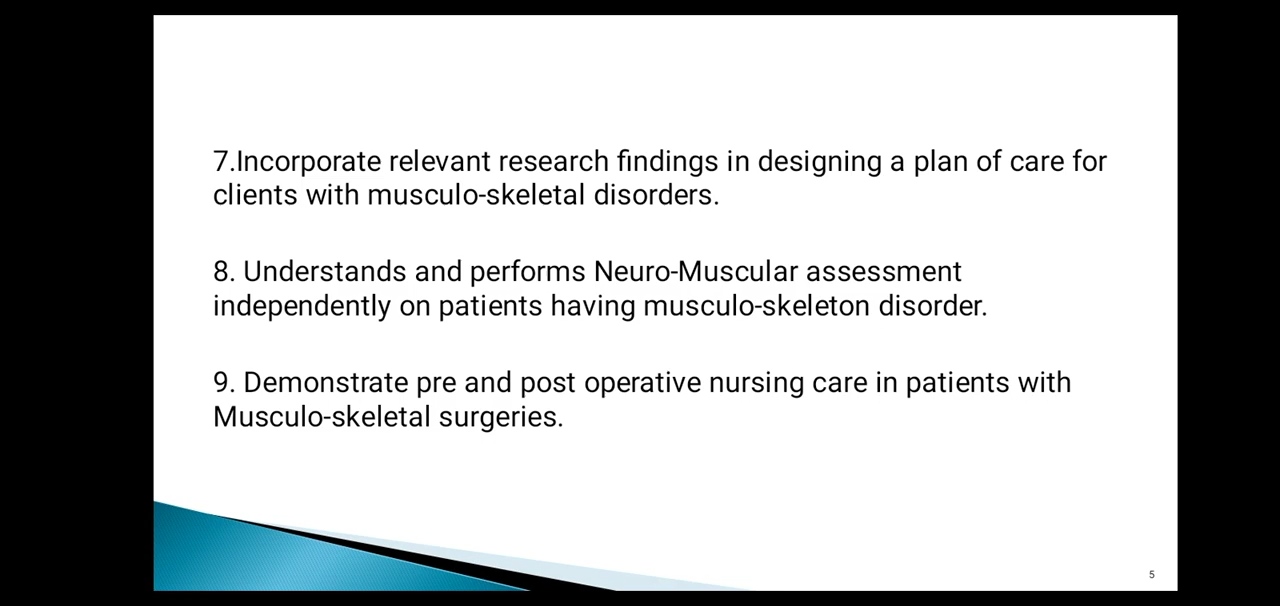 7.Incorporate relevant research findings in designing a plan of care for
clients with musculo-skeletal disorders.
8. Understands and performs Neuro-Muscular assessment
independently on patients having musculo-skeleton disorder.
9. Demonstrate pre and post operative nursing care in patients with
Musculo-skeletal surgeries.
5